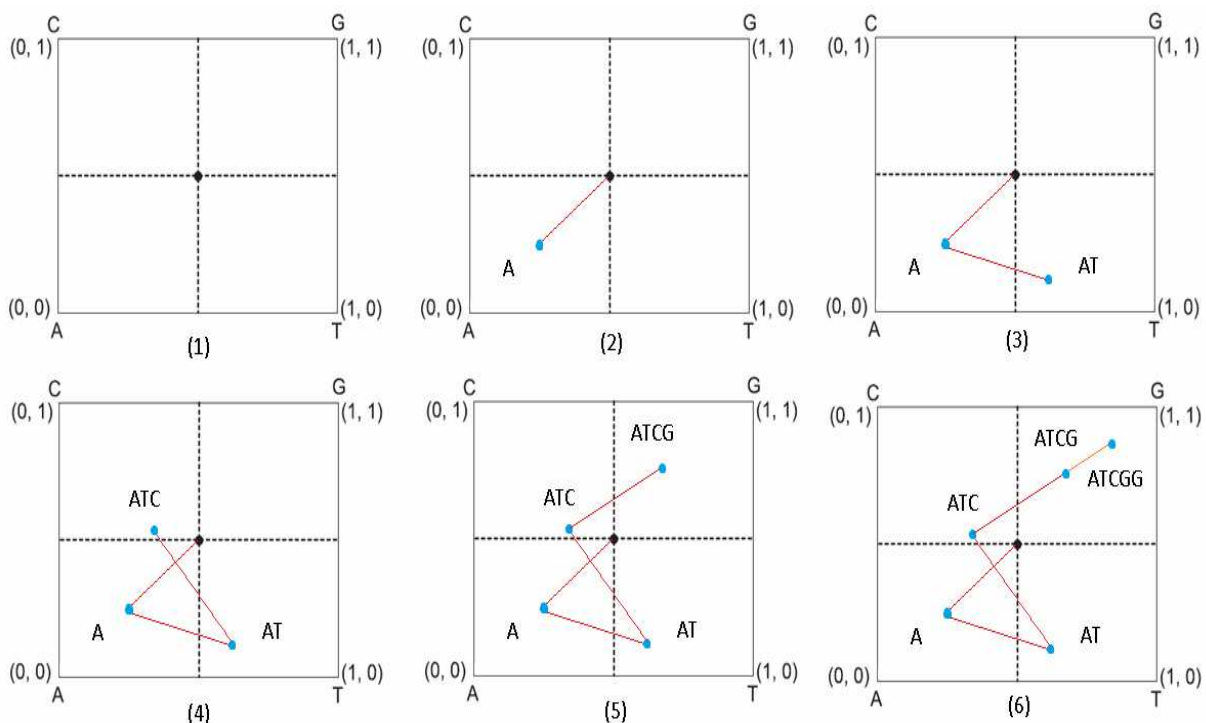 C G
(0, 1) (1, 1)
(0, 0) (1, 0)
A T
(1)
C G
(0, 1) (1, 1)
A
(0, 0) (1, 0)
A T
(2)
C G
(0, 1) (1, 1)
A AT
(0, 0) (1, 0)
A T
(3)
C G
(0, 1) (1, 1)
ATC
A AT
(0, 0) (1, 0)
A T
(4)
C G
(0, 1) (1, 1)
ATCG
ATC
A AT
(0, 0) (1, 0)
A T
(5)
C G
(0, 1) (1, 1)
ATCG
ATCGG
ATC
A AT
(0, 0) (1, 0)
A T
(6)